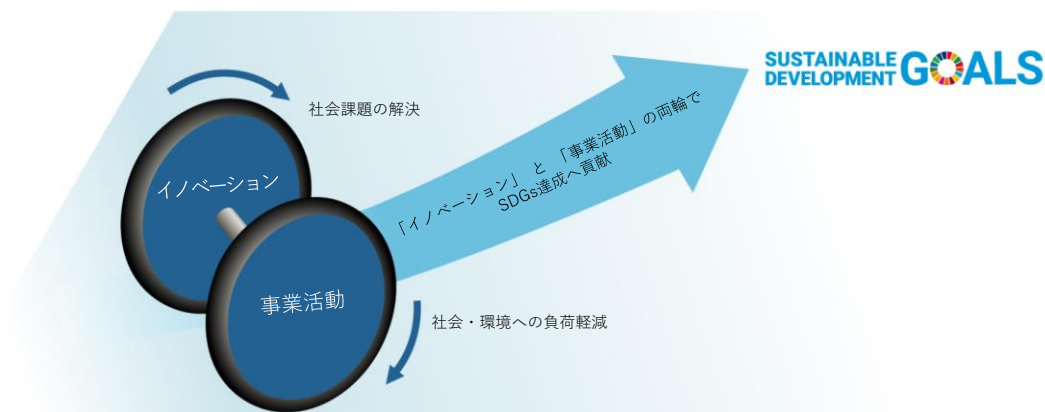 SUSTAINABLE
DEVELOPMENT GOALS
社会課題の解決
イノベーション
「イノベーション」 と 「事業活動」の両輪で
SDGs達成へ貢献
事業活動
社会・環境への負荷軽減